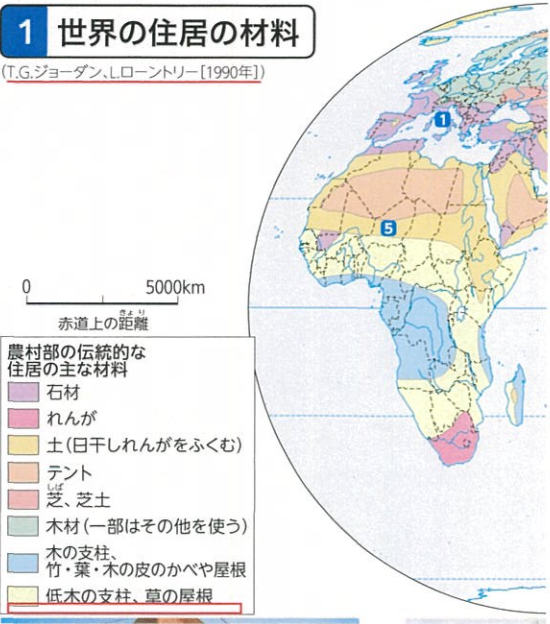 1 世界の住居の材料
(T.G.ジョーダン、L.ローントリー[1990年])
1
5
0 5000km
赤道上の距離
きょり
農村部の伝統的な
住居の主な材料
石材
れんが
土(日干しれんがをふくむ)
テント
しば
芝、芝土
木材(一部はその他を使う)
木の支柱、
竹・葉・木の皮のかべや屋根
低木の支柱、草の屋根